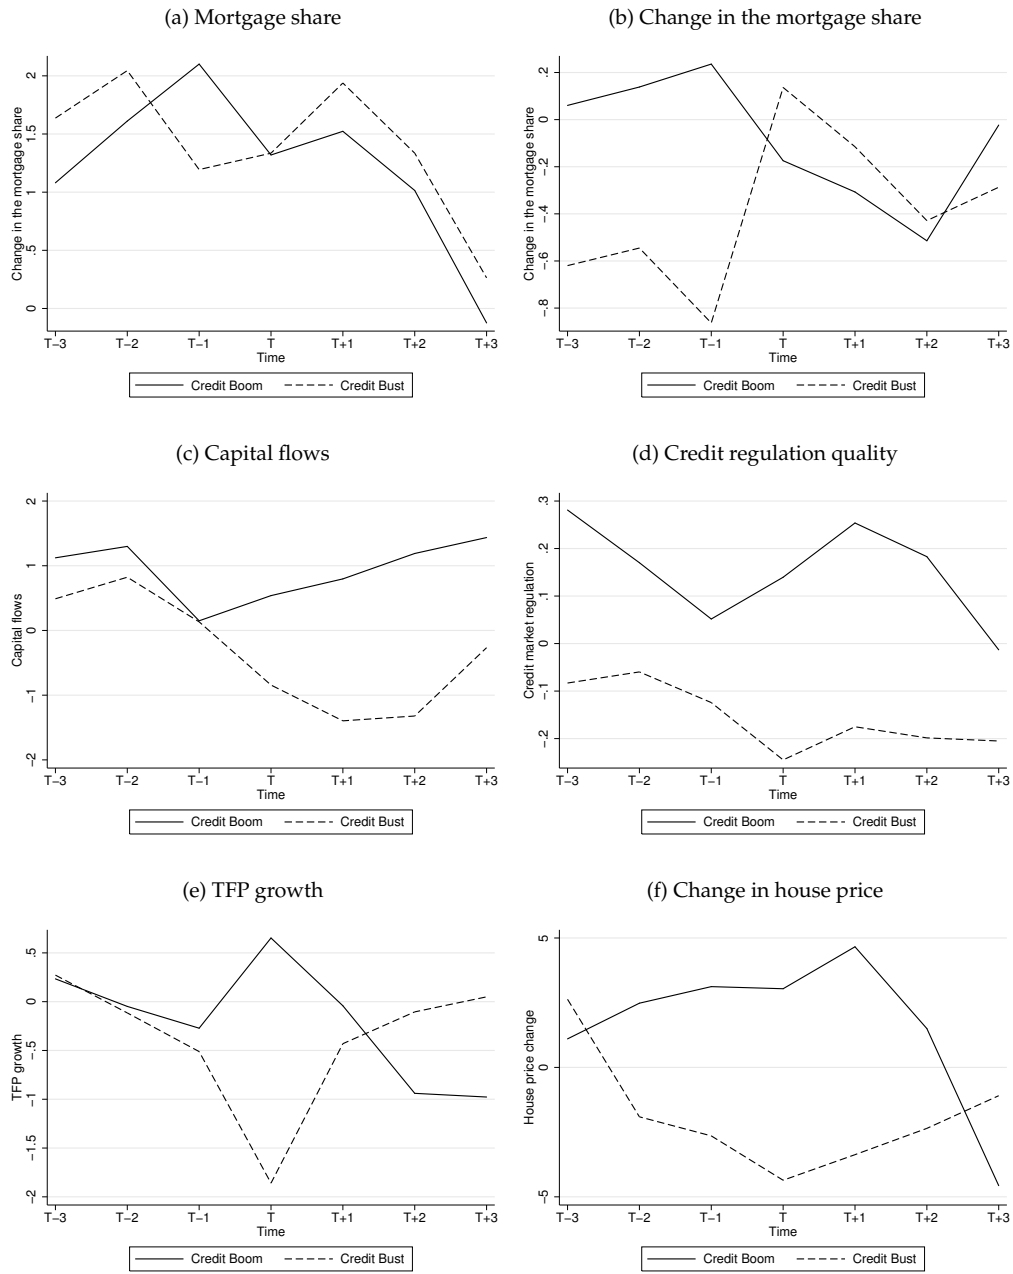 (a) Mortgage share
Change in the mortgage share
2
1.5
1
.5
0
T−3 T−2 T−1 T T+1 T+2 T+3
Time
Credit Boom Credit Bust
(b) Change in the mortgage share
Change in the mortgage share
.2
0
−.2
−.4
−.6
−.8
T−3 T−2 T−1 T T+1 T+2 T+3
Time
Credit Boom Credit Bust
(c) Capital flows
Capital flows
2
1
0
−1
−2
T−3 T−2 T−1 T T+1 T+2 T+3
Time
Credit Boom Credit Bust
(d) Credit regulation quality
Credit market regulation
.3
.2
.1
0
−.1
−.2
T−3 T−2 T−1 T T+1 T+2 T+3
Time
Credit Boom Credit Bust
(e) TFP growth
TFP growth
.5
0
−.5
−1
−1.5
−2
T−3 T−2 T−1 T T+1 T+2 T+3
Time
Credit Boom Credit Bust
(f) Change in house price
House price change
5
0
−5
T−3 T−2 T−1 T T+1 T+2 T+3
Time
Credit Boom Credit Bust